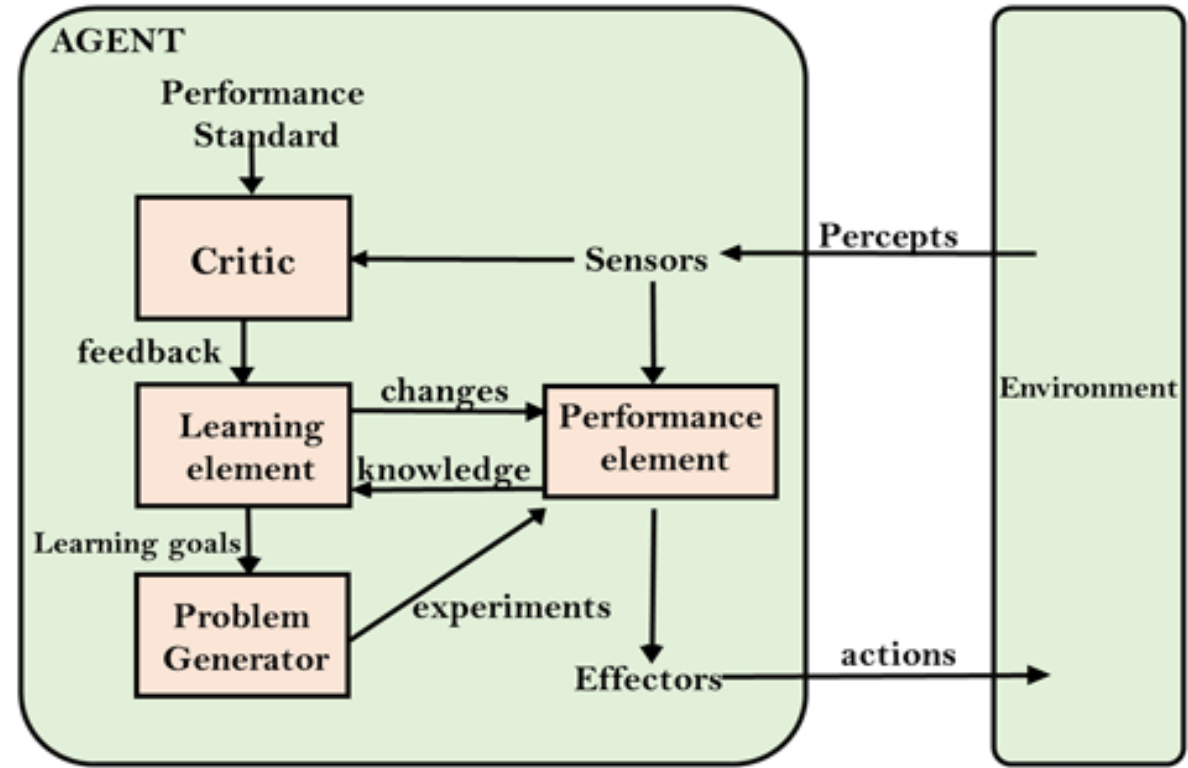 AGENT
Performance
Standard
Critic
Sensors
Percepts
feedback
Environment
changes
Learning
element
Performance
element
knowledge
Learning goals
Problem
Generator
experiments
Effectors
actions